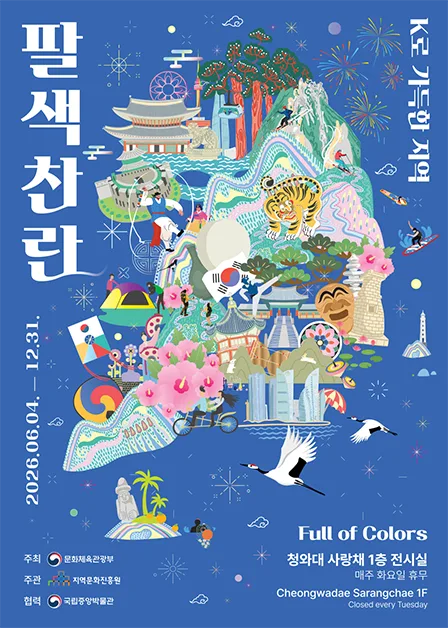 팔색찬란
K로 가득한 지역
2026.06.04. — 12.31.
Full of Colors
청와대 사랑채 1층 전시실
매주 화요일 휴무
Cheongwadae Sarangchae 1F
Closed every Tuesday
주최 문화체육관광부
주관 지역문화진흥원
협력 국립중앙박물관